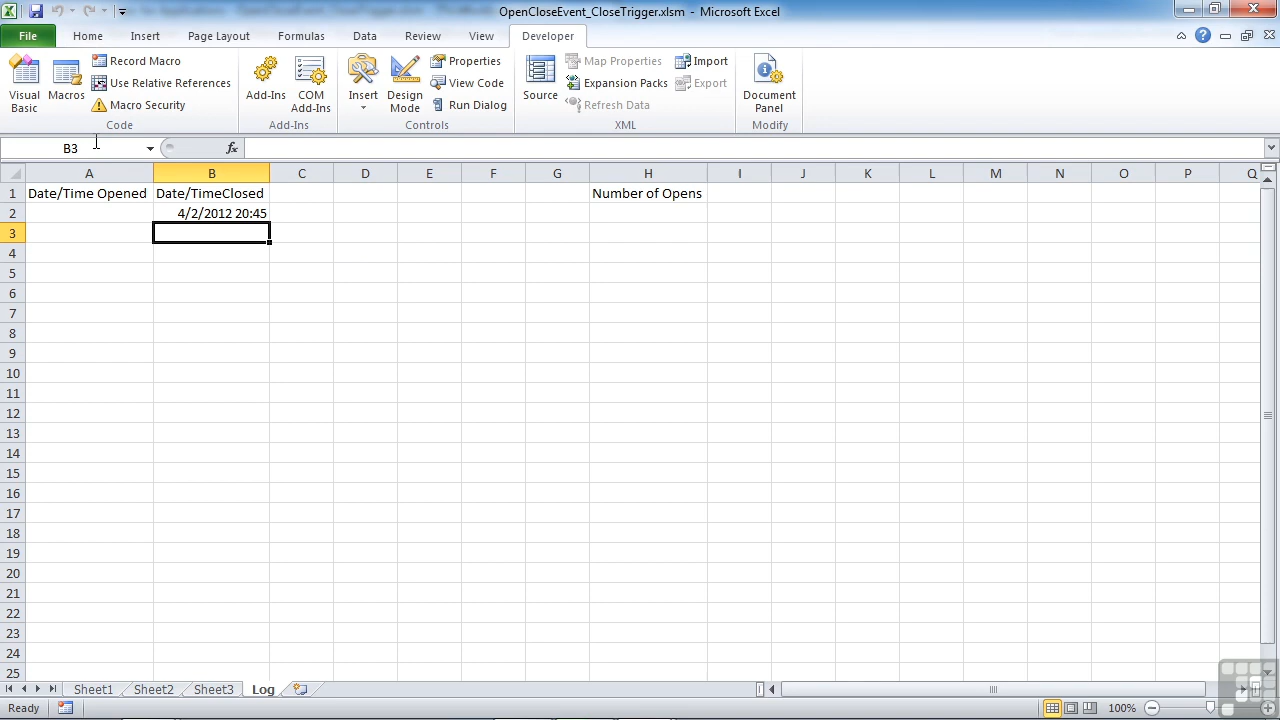 OpenCloseEvent_CloseTrigger.xlsm - Microsoft Excel
File Home Insert Page Layout Formulas Data Review View Developer
Visual Basic
Macros
Record Macro
Use Relative References
Macro Security
Code
Add-Ins
COM Add-Ins
Add-Ins
Insert
Design Mode
Properties
View Code
Run Dialog
Controls
Source
Map Properties
Expansion Packs
Refresh Data
Import
Export
XML
Document Panel
Modify
B3 fx
A B C D E F G H I J K L M N O P Q
1 Date/Time Opened Date/TimeClosed Number of Opens
2 4/2/2012 20:45
3
4
5
6
7
8
9
10
11
12
13
14
15
16
17
18
19
20
21
22
23
24
25
Sheet1 Sheet2 Sheet3 Log
Ready 100%